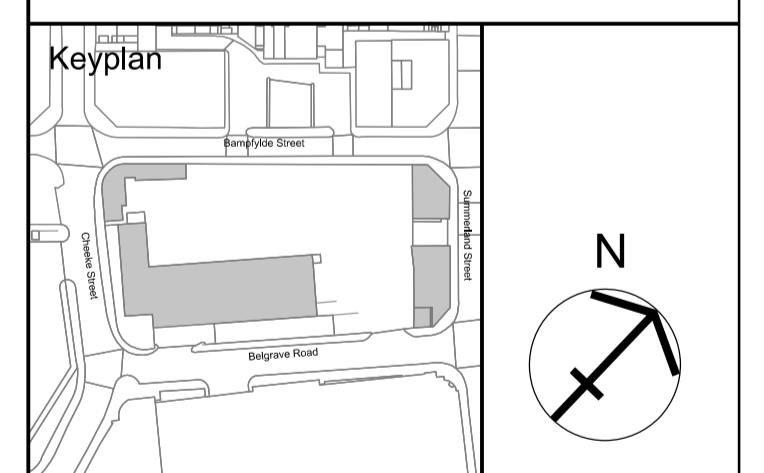 Keyplan
Bampfylde Street
Summerland Street
N
Cheeke Street
Belgrave Road